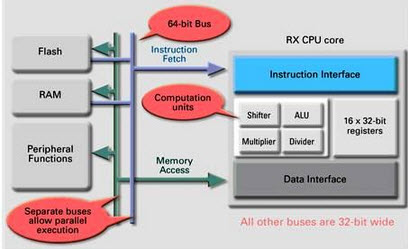 64-bit Bus
RX CPU core
Flash
Instruction
Fetch
Instruction Interface
RAM
Computation
units
Shifter
ALU
16 x 32-bit
registers
Multiplier
Divider
Peripheral
Functions
Memory
Access
Data Interface
Separate buses
allow parallel
execution
All other buses are 32-bit wide